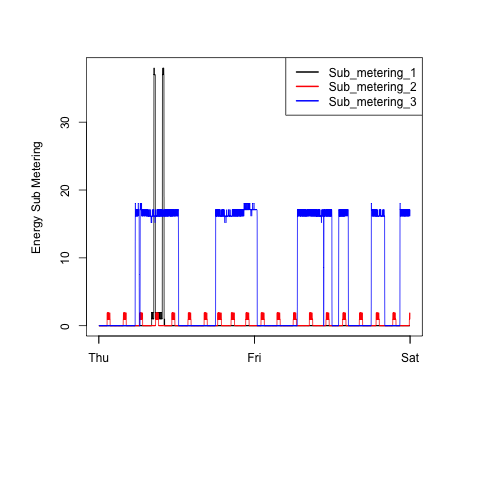 Sub_metering_1
Sub_metering_2
Sub_metering_3
Energy Sub Metering
30
20
10
0
Thu
Fri
Sat